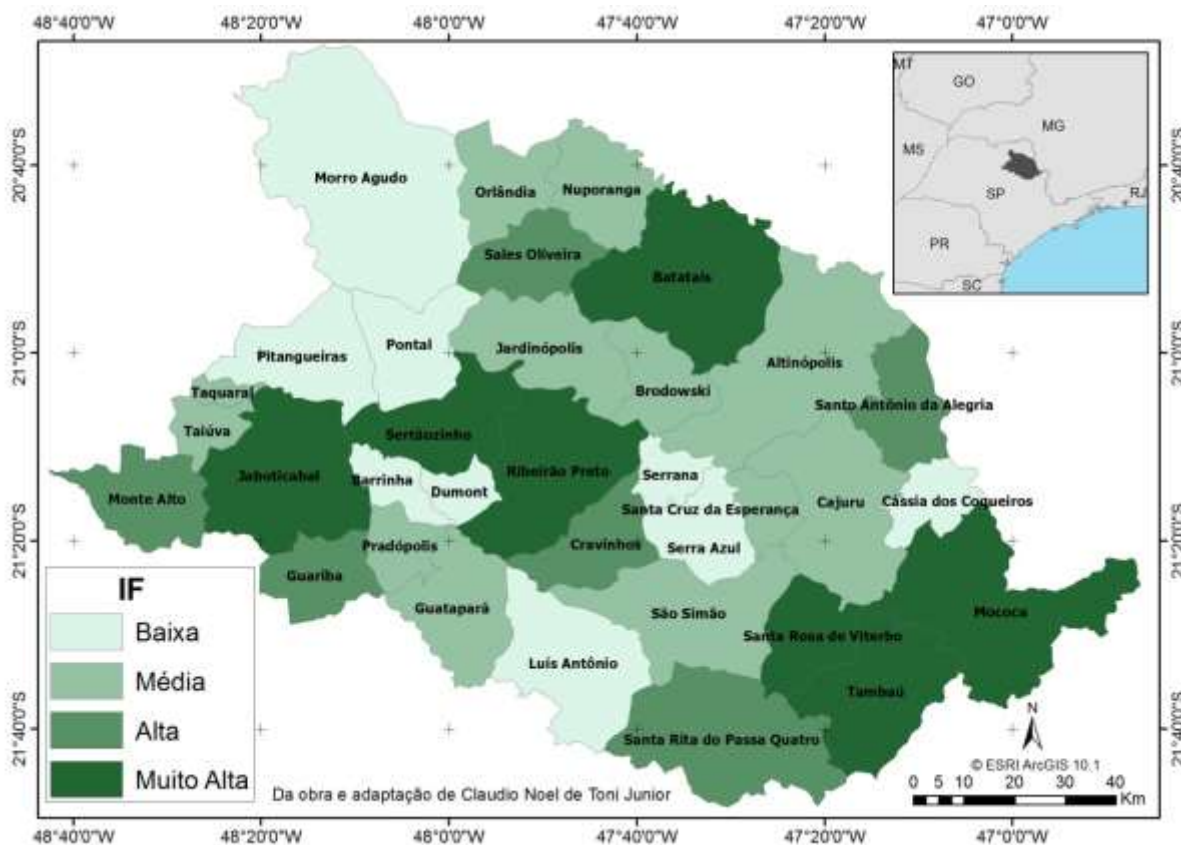 48°40'0"W 48°20'0"W 48°0'0"W 47°40'0"W 47°20'0"W 47°0'0"W
MT
GO
MG
MS
SP
RJ
PR
SC
20°40'0"S
20°40'0"S
Morro Agudo
Orlândia
Nuporanga
Sales Oliveira
Batatais
Pitangueiras
Pontal
Jardinópolis
Altinópolis
21°0'0"S
21°0'0"S
Taquaral
Brodowski
Santo Antônio da Alegria
Taiúva
Sertãozinho
Jaboticabal
Ribeirão Preto
Monte Alto
Barrinha
Dumont
Serrana
Cajuru
Cássia dos Coqueiros
Santa Cruz da Esperança
21°20'0"S
21°20'0"S
Pradópolis
Cravinhos
Serra Azul
Guariba
Guatapará
São Simão
Mococa
Santa Rosa de Viterbo
Luís Antônio
Tambaú
Santa Rita do Passa Quatro
21°40'0"S
21°40'0"S
IF
Baixa
Média
Alta
Muito Alta
Da obra e adaptação de Claudio Noel de Toni Junior
N
© ESRI ArcGIS 10.1
0 5 10 20 30 40
Km
48°40'0"W 48°20'0"W 48°0'0"W 47°40'0"W 47°20'0"W 47°0'0"W